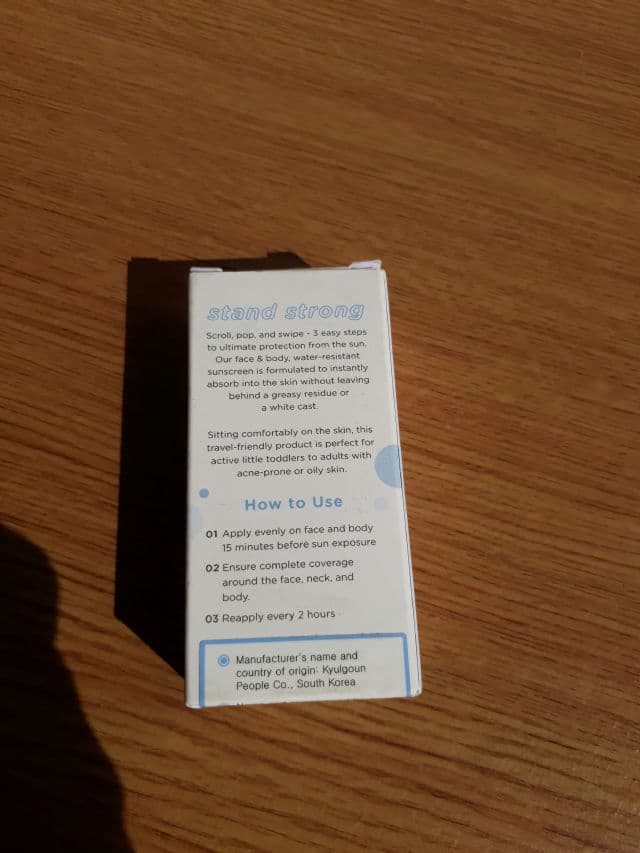 stand strong
Scroll, pop, and swipe - 3 easy steps
to ultimate protection from the sun.
Our face & body, water-resistant
sunscreen is formulated to instantly
absorb into the skin without leaving
behind a greasy residue or
a white cast.
Sitting comfortably on the skin, this
travel-friendly product is perfect for
active little toddlers to adults with
acne-prone or oily skin.
How to Use
01 Apply evenly on face and body
15 minutes before sun exposure
02 Ensure complete coverage
around the face, neck, and
body.
03 Reapply every 2 hours
Manufacturer's name and
country of origin: Kyulgoun
People Co., South Korea